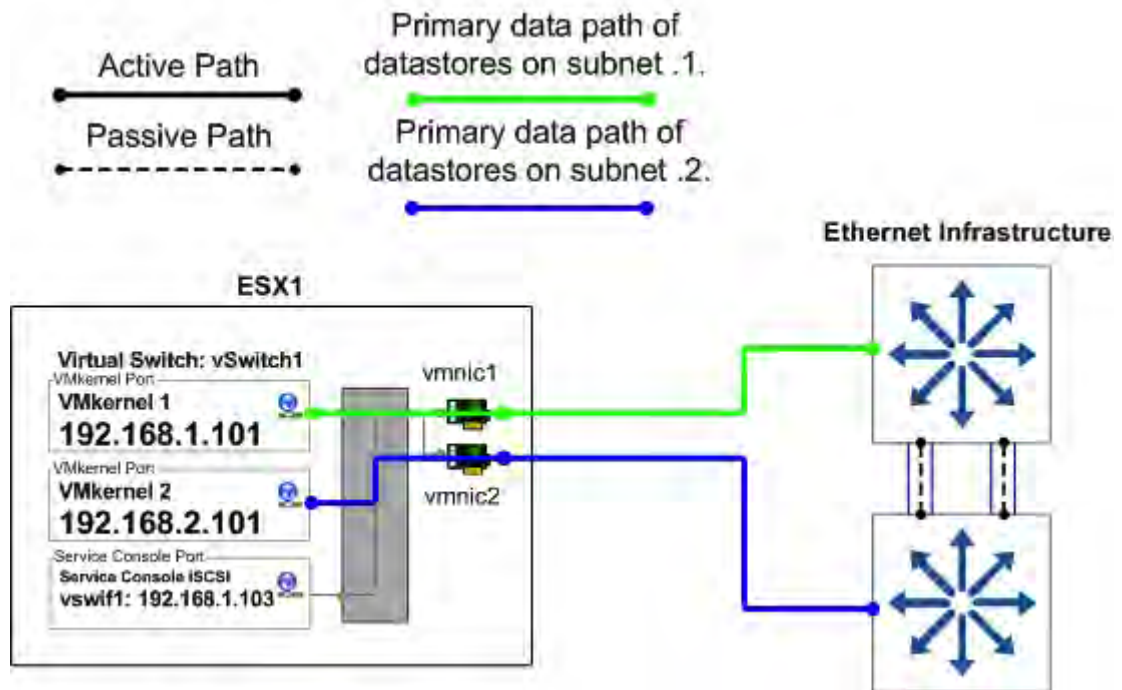 Active Path
Passive Path
Primary data path of
datastores on subnet .1.
Primary data path of
datastores on subnet .2.
Ethernet Infrastructure
ESX1
Virtual Switch: vSwitch1
VMkernel Port
VMkernel 1
192.168.1.101
VMkernel Port
VMkernel 2
192.168.2.101
Service Console Port
Service Console iSCSI
vswif1: 192.168.1.103
vmnic1
vmnic2